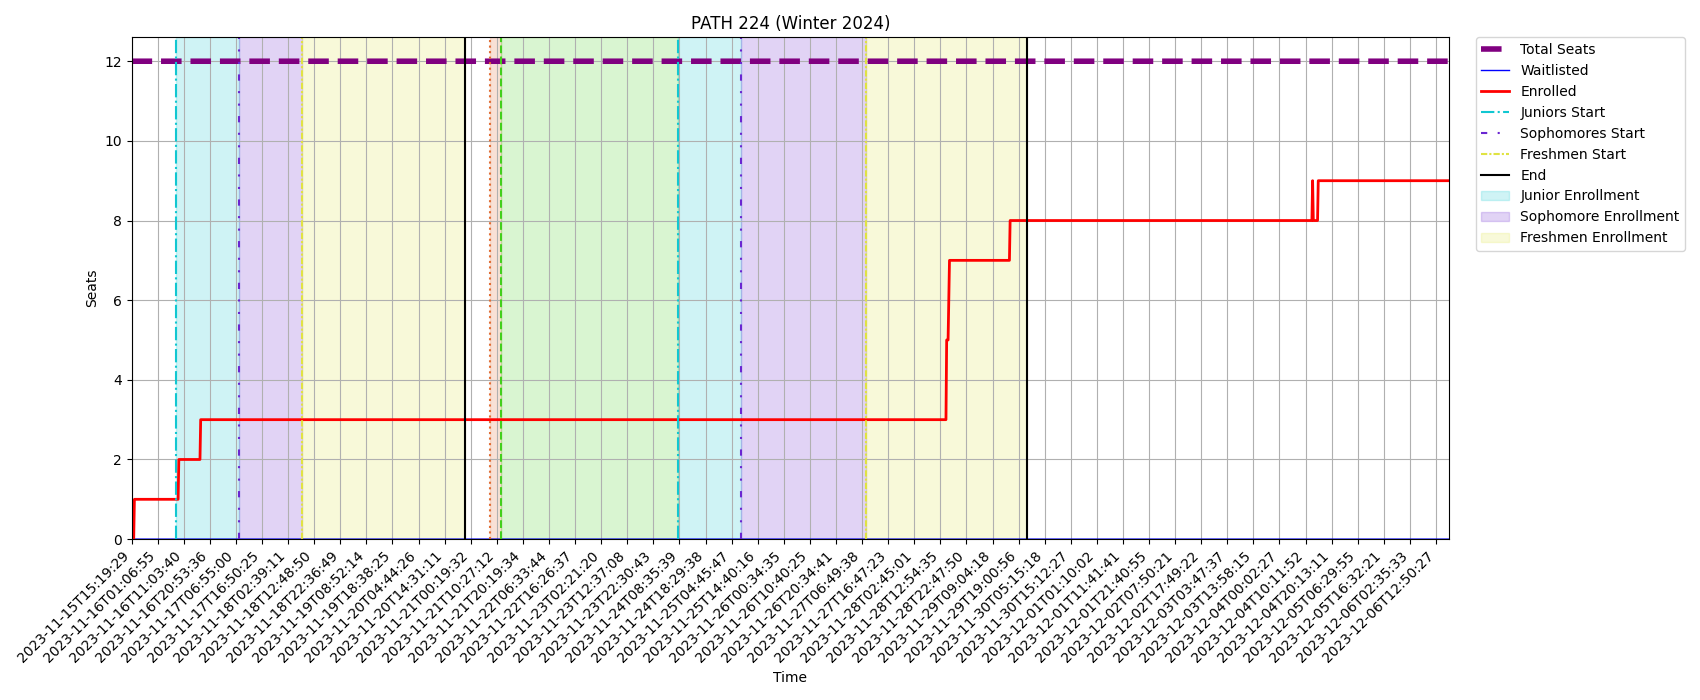 PATH 224 (Winter 2024)
Total Seats
Waitlisted
Enrolled
Juniors Start
Sophomores Start
Freshmen Start
End
Junior Enrollment
Sophomore Enrollment
Freshmen Enrollment
Seats
12
10
8
6
4
2
0
2023-11-15T15:19:29
2023-11-16T01:06:55
2023-11-16T11:03:40
2023-11-16T20:53:36
2023-11-17T06:55:00
2023-11-17T16:50:25
2023-11-18T02:39:11
2023-11-18T12:48:50
2023-11-18T22:36:49
2023-11-19T08:52:14
2023-11-19T18:38:25
2023-11-20T04:44:26
2023-11-20T14:31:11
2023-11-21T00:19:32
2023-11-21T10:27:12
2023-11-21T20:19:34
2023-11-22T06:33:44
2023-11-22T16:26:37
2023-11-23T02:21:20
2023-11-23T12:37:08
2023-11-23T22:30:43
2023-11-24T08:35:39
2023-11-24T18:29:38
2023-11-25T04:45:47
2023-11-25T14:40:16
2023-11-26T00:34:35
2023-11-26T10:40:25
2023-11-26T20:34:41
2023-11-27T06:49:38
2023-11-27T16:47:23
2023-11-28T02:45:01
2023-11-28T12:54:35
2023-11-28T22:47:50
2023-11-29T09:04:18
2023-11-29T19:00:56
2023-11-30T05:15:18
2023-11-30T15:12:27
2023-12-01T01:10:02
2023-12-01T11:41:41
2023-12-01T21:40:55
2023-12-02T07:50:21
2023-12-02T17:49:22
2023-12-03T03:47:37
2023-12-03T13:58:15
2023-12-04T00:02:27
2023-12-04T10:11:52
2023-12-04T20:13:11
2023-12-05T06:29:55
2023-12-05T16:32:21
2023-12-06T02:35:33
2023-12-06T12:50:27
Time